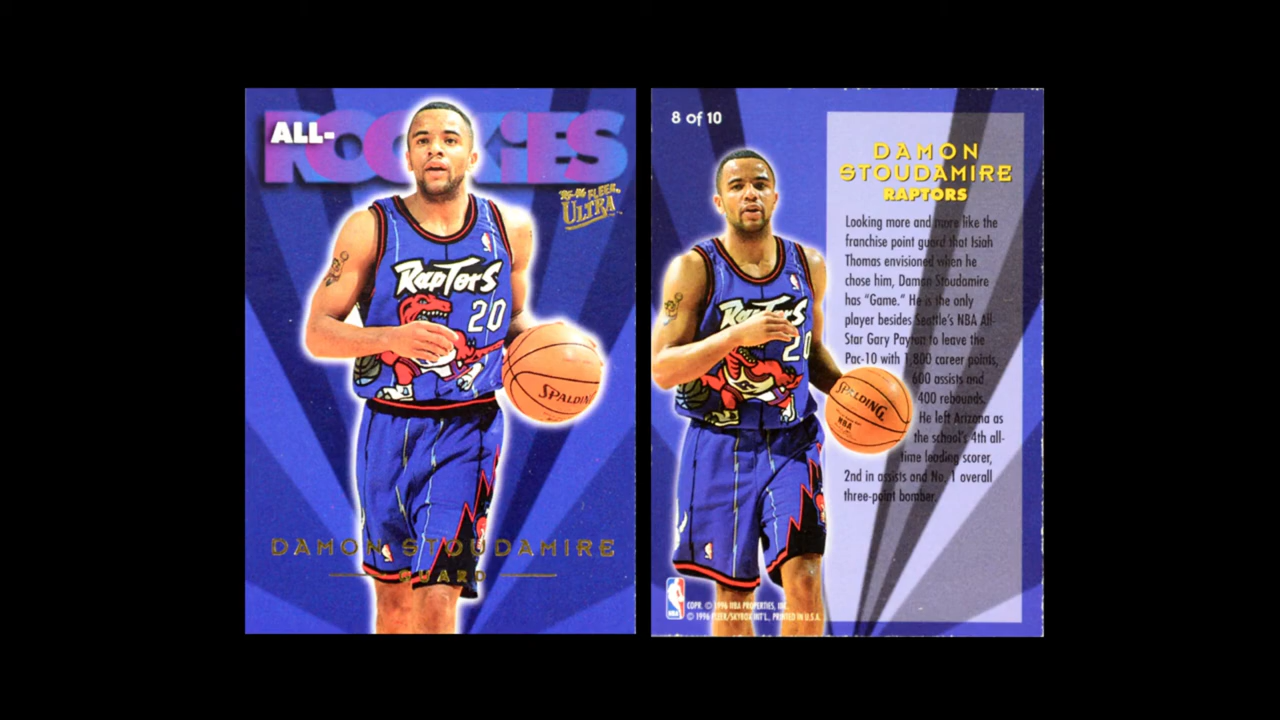 ALL-
ROOKIES
'95-'96 FLEER
ULTRA
RAPTORS
20
SPALDING
DAMON STOUDAMIRE
GUARD
8 of 10
DAMON
STOUDAMIRE
RAPTORS
Looking more and more like the
franchise point guard that Isiah
Thomas envisioned when he
chose him, Damon Stoudamire
has “Game.” He is the only
player besides Seattle's NBA All-
Star Gary Payton to leave the
Pac-10 with 1,800 career points,
600 assists and
400 rebounds.
He left Arizona as
the school's 4th all-
time leading scorer,
2nd in assists and No. 1 overall
three-point bomber.
RAPTORS
20
SPALDING
NBA
NBA
COPR. © 1996 NBA PROPERTIES, INC.
© 1996 FLEER/SKYBOX INT'L., PRINTED IN U.S.A.